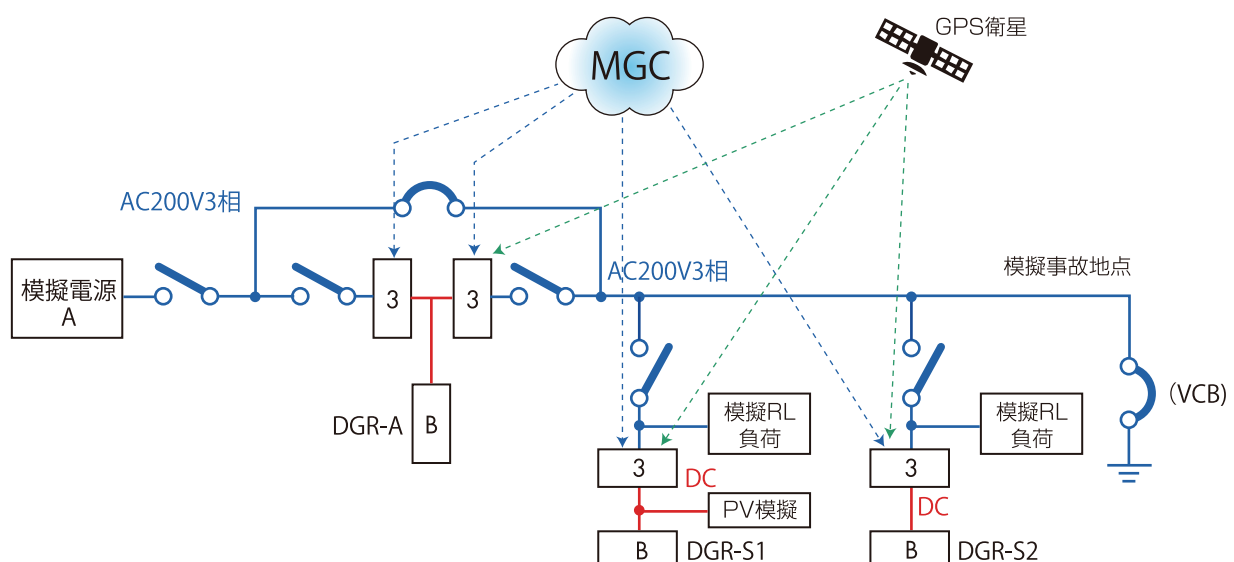 GPS衛星
MGC
AC200V3相
AC200V3相
模擬事故地点
模擬電源
A
3
3
DGR-A
B
模擬RL
負荷
模擬RL
負荷
(VCB)
3
DC
PV模擬
B
DGR-S1
3
DC
B
DGR-S2